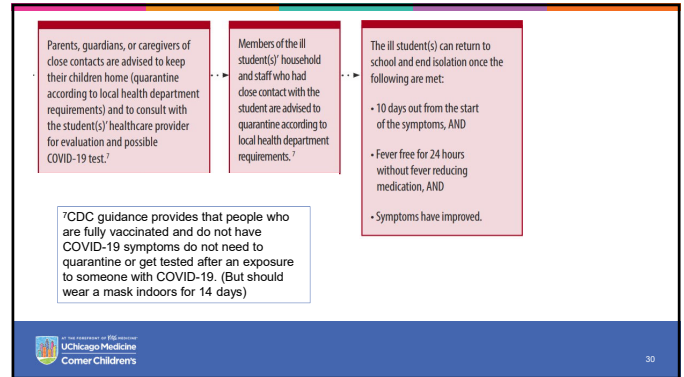 Parents, guardians, or caregivers of
close contacts are advised to keep
their children home (quarantine
according to local health department
requirements) and to consult with
the student(s)' healthcare provider
for evaluation and possible
COVID-19 test.⁷
Members of the ill
student(s)' household
and staff who had
close contact with the
student are advised to
quarantine according to
local health department
requirements. ⁷
The ill student(s) can return to
school and end isolation once the
following are met:
• 10 days out from the start
of the symptoms, AND
• Fever free for 24 hours
without fever reducing
medication, AND
• Symptoms have improved.
⁷CDC guidance provides that people who
are fully vaccinated and do not have
COVID-19 symptoms do not need to
quarantine or get tested after an exposure
to someone with COVID-19. (But should
wear a mask indoors for 14 days)
AT THE FOREFRONT OF KIDS MEDICINE
UChicago Medicine
Comer Children's
30